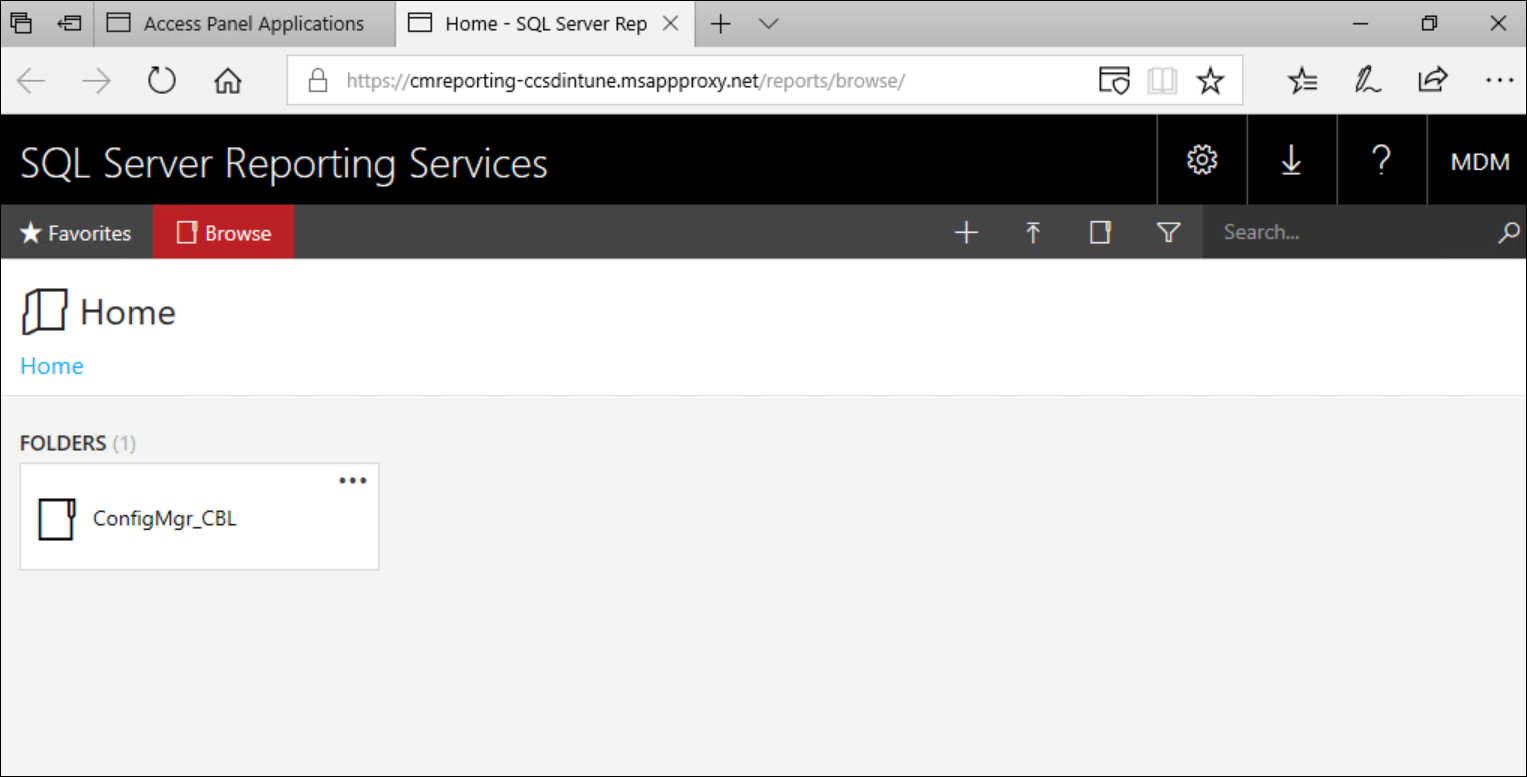 Access Panel Applications
Home - SQL Server Rep
https://cmreporting-ccsdintune.msappproxy.net/reports/browse/
SQL Server Reporting Services
?
MDM
Favorites
Browse
Search...
Home
Home
FOLDERS (1)
ConfigMgr_CBL